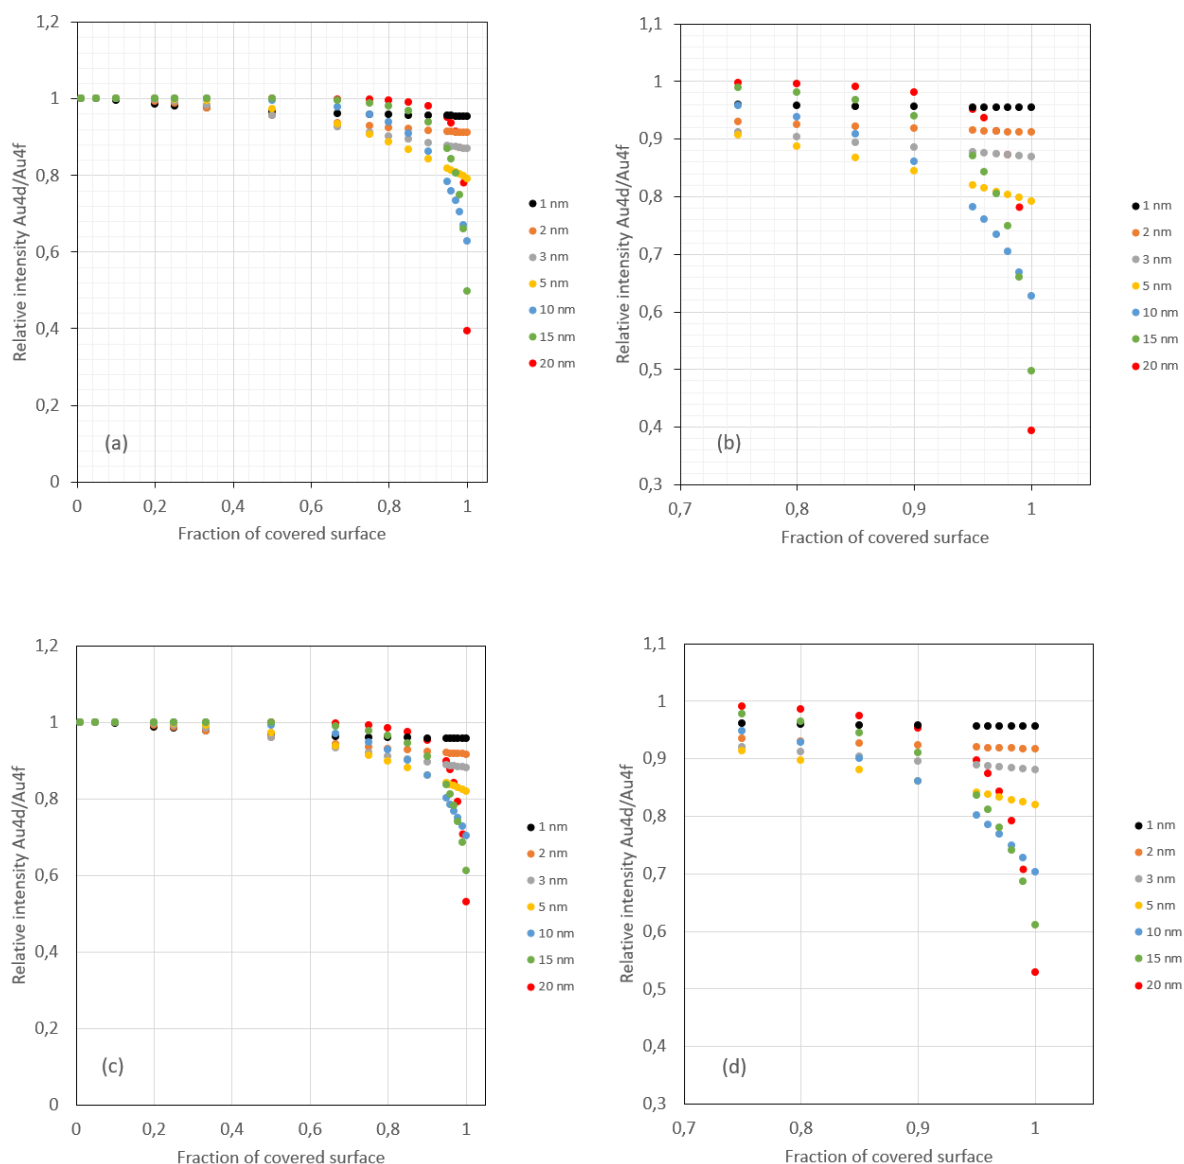 1,2
1
0,8
0,6
0,4
0,2
0
Relative intensity Au4d/Au4f
(a)
0
0,2
0,4
0,6
0,8
1
Fraction of covered surface
1 nm
2 nm
3 nm
5 nm
10 nm
15 nm
20 nm
1,1
1
0,9
0,8
0,7
0,6
0,5
0,4
0,3
Relative intensity Au4d/Au4f
(b)
0,7
0,8
0,9
1
Fraction of covered surface
1 nm
2 nm
3 nm
5 nm
10 nm
15 nm
20 nm
1,2
1
0,8
0,6
0,4
0,2
0
Relative intensity Au4d/Au4f
(c)
0
0,2
0,4
0,6
0,8
1
Fraction of covered surface
1 nm
2 nm
3 nm
5 nm
10 nm
15 nm
20 nm
1,1
1
0,9
0,8
0,7
0,6
0,5
0,4
0,3
Relative intensity Au4d/Au4f
(d)
0,7
0,8
0,9
1
Fraction of covered surface
1 nm
2 nm
3 nm
5 nm
10 nm
15 nm
20 nm